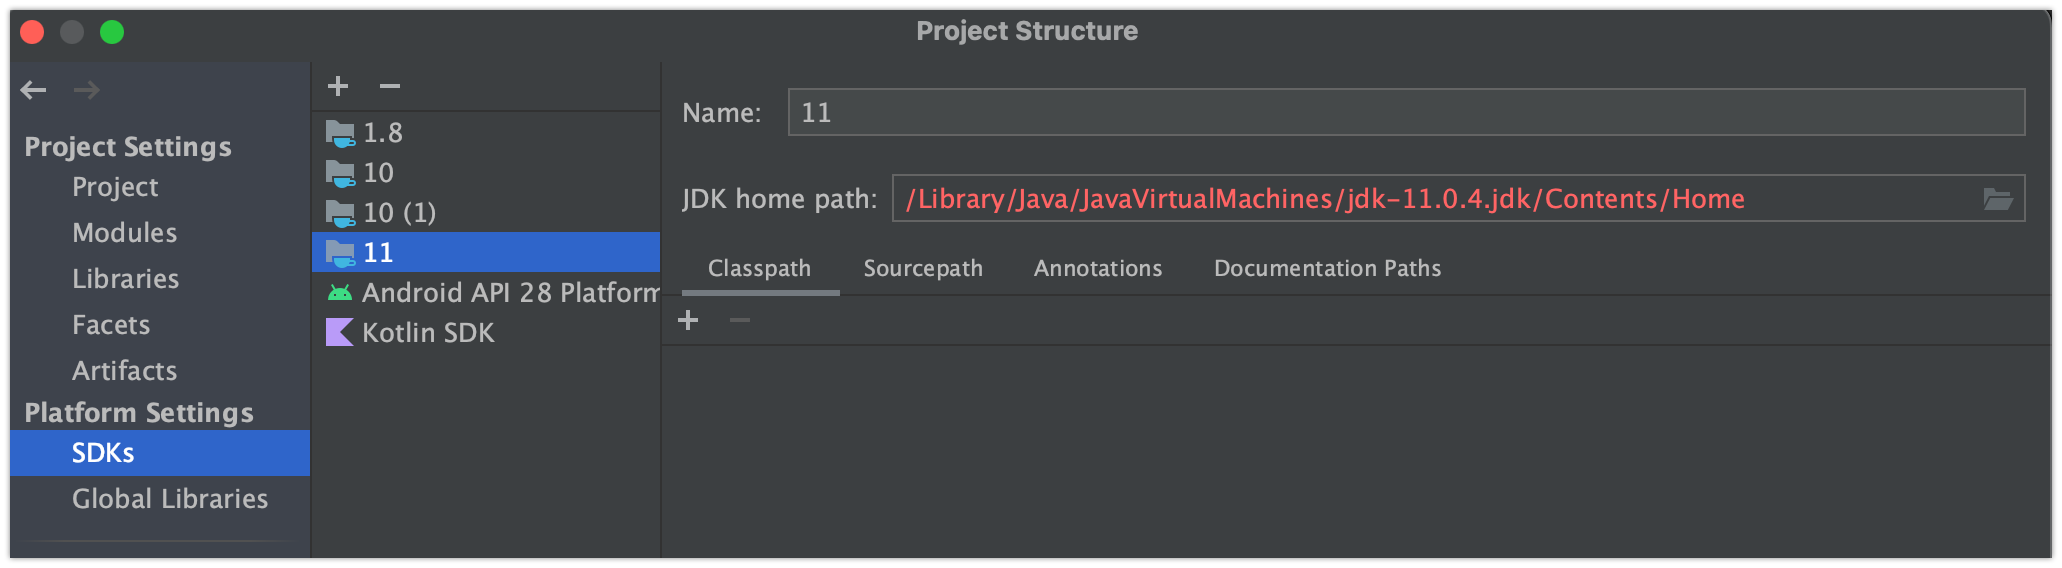 Project Structure
Project Settings
Project
Modules
Libraries
Facets
Artifacts
Platform Settings
SDKs
Global Libraries
1.8
10
10 (1)
11
Android API 28 Platform
Kotlin SDK
Name: 11
JDK home path: /Library/Java/JavaVirtualMachines/jdk-11.0.4.jdk/Contents/Home
Classpath Sourcepath Annotations Documentation Paths